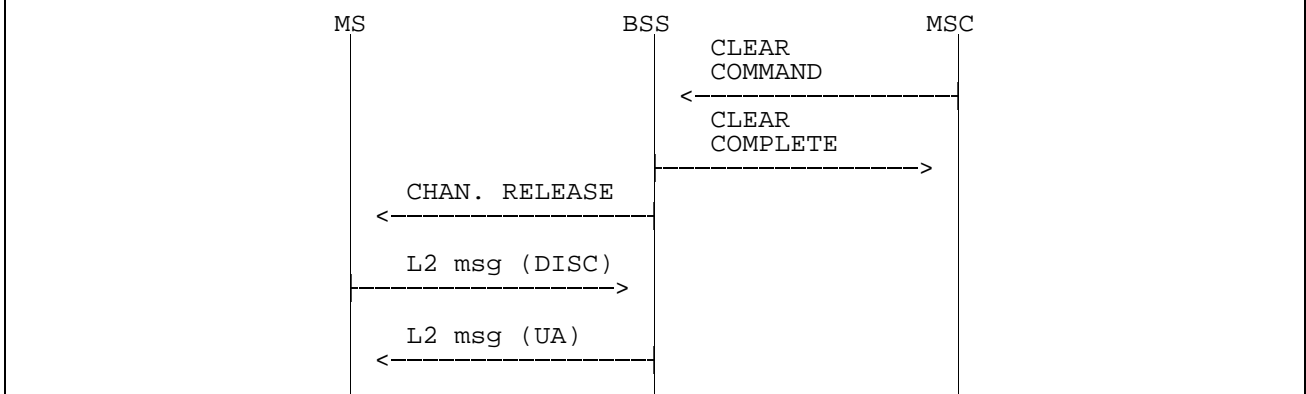 MS BSS MSC
CLEAR
COMMAND
CLEAR
COMPLETE
CHAN. RELEASE
L2 msg (DISC)
L2 msg (UA)